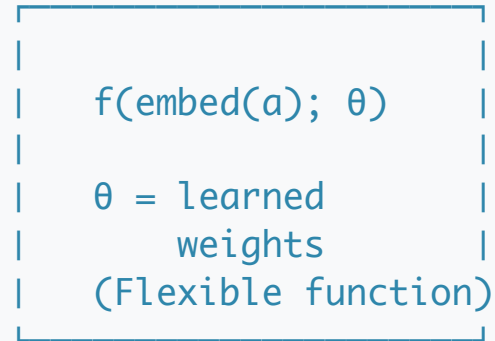 f(embed(a); θ)
θ = learned
weights
(Flexible function)